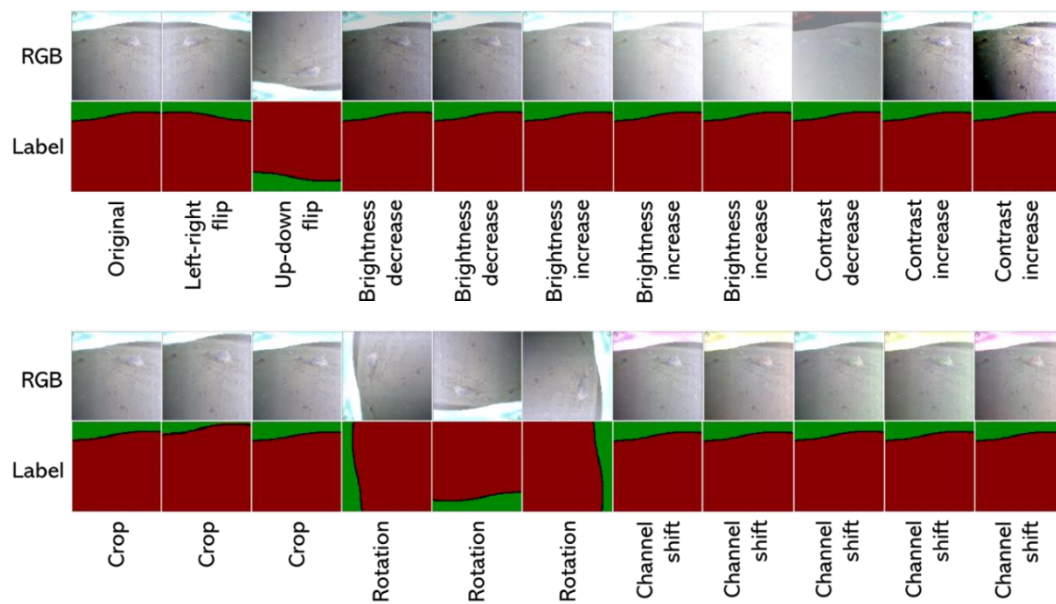 RGB
Label
Original
Left-right
flip
Up-down
flip
Brightness
decrease
Brightness
decrease
Brightness
increase
Brightness
increase
Brightness
increase
Contrast
decrease
Contrast
increase
Contrast
increase
RGB
Label
Crop
Crop
Crop
Rotation
Rotation
Rotation
Channel
shift
Channel
shift
Channel
shift
Channel
shift
Channel
shift